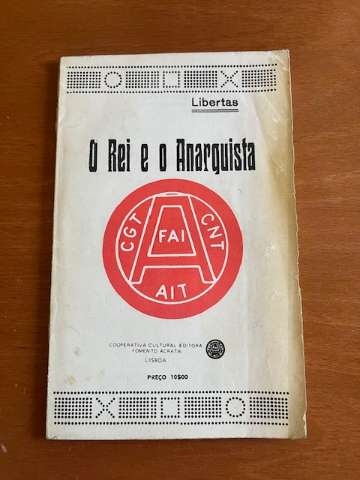 Libertas
O Rei e o Anarquista
CGT
FAI
CNT
AIT
COOPERATIVA CULTURAL EDITORA
FOMENTO ACRATA
LISBOA
PREÇO 10$00